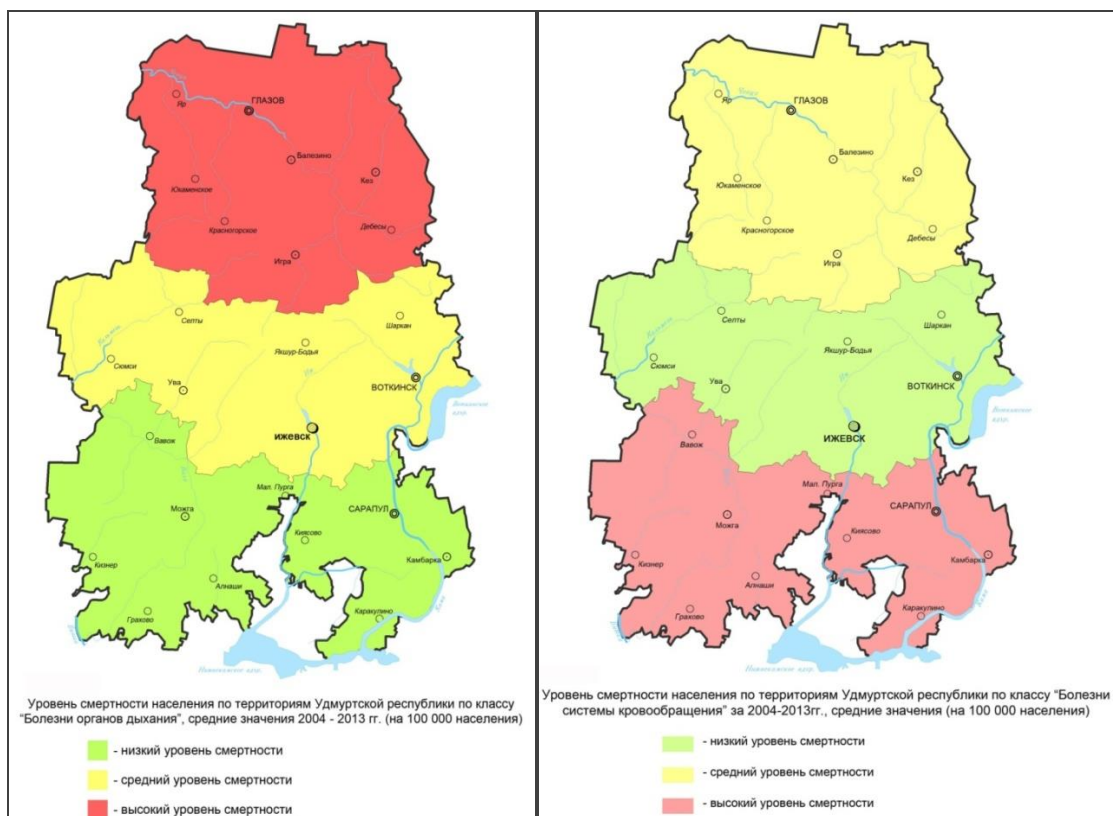 Яр
ГЛАЗОВ
Балезино
Юкаменское
Кез
Красногорское
Дебесы
Игра
Селты
Шаркан
Якшур-Бодья
Сюмси
Ува
ВОТКИНСК
ИЖЕВСК
Вавож
Мал. Пурга
Можга
САРАПУЛ
Киясово
Кизнер
Камбарка
Алнаши
Грахово
Каракулино
Уровень смертности населения по территориям Удмуртской республики по классу
“Болезни органов дыхания”, средние значения 2004 - 2013 гг. (на 100 000 населения)
- низкий уровень смертности
- средний уровень смертности
- высокий уровень смертности
Яр
ГЛАЗОВ
Балезино
Юкаменское
Кез
Красногорское
Дебесы
Игра
Селты
Шаркан
Якшур-Бодья
Сюмси
Ува
ВОТКИНСК
ИЖЕВСК
Вавож
Мал. Пурга
Можга
САРАПУЛ
Киясово
Кизнер
Камбарка
Алнаши
Грахово
Каракулино
Уровень смертности населения по территориям Удмуртской республики по классу “Болезни
системы кровообращения” за 2004-2013гг., средние значения (на 100 000 населения)
- низкий уровень смертности
- средний уровень смертности
- высокий уровень смертности